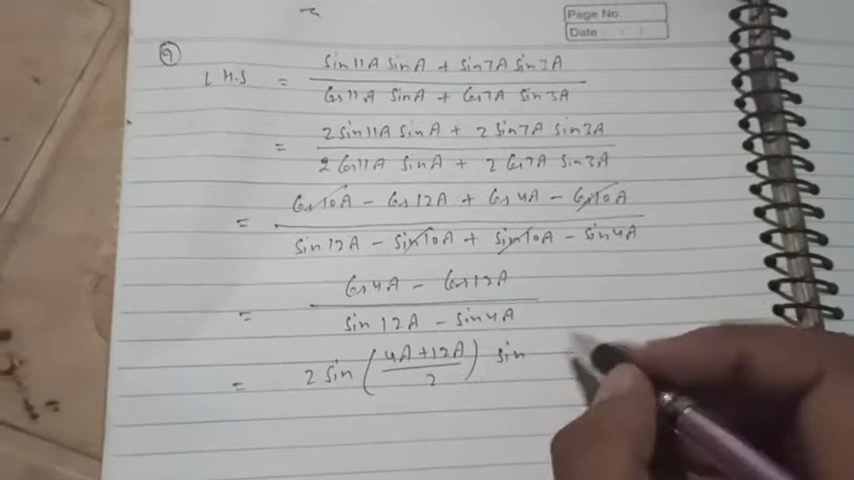 Page No.
Date
9
L H.S = sin11A sinA + sin7A sin3A
Cos11A sinA + Cos7A sin3A
= 2 sin11A sinA + 2 sin7A sin3A
2 Cos11A sinA + 2 Cos7A sin3A
= Cos10A - Cos12A + Cos4A - Cos10A
sin12A - sin10A + sin10A - sin4A
= Cos4A - Cos12A
sin12A - sin4A
= 2 sin (4A+12A / 2) sin